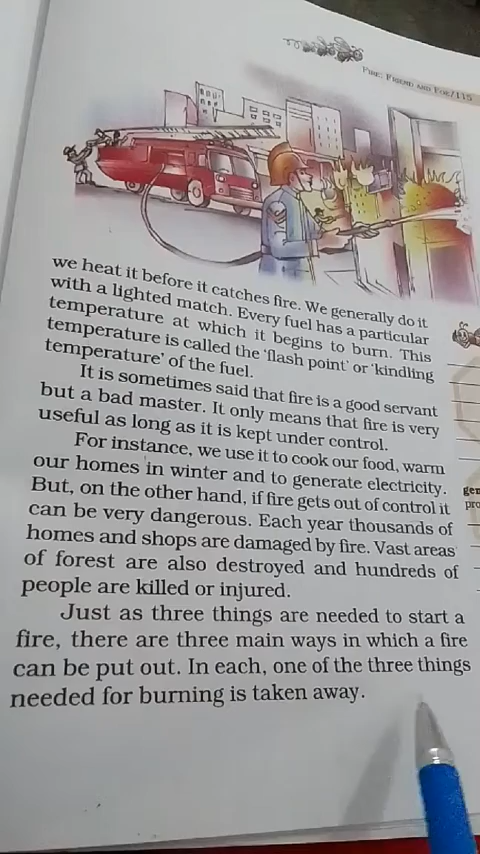 FIRE: FRIEND AND FOE/115
we heat it before it catches fire. We generally do it
with a lighted match. Every fuel has a particular
temperature at which it begins to burn. This
temperature is called the 'flash point' or 'kindling
temperature' of the fuel.
It is sometimes said that fire is a good servant
but a bad master. It only means that fire is very
useful as long as it is kept under control.
For instance, we use it to cook our food, warm
our homes in winter and to generate electricity.
But, on the other hand, if fire gets out of control it
can be very dangerous. Each year thousands of
homes and shops are damaged by fire. Vast areas
of forest are also destroyed and hundreds of
people are killed or injured.
Just as three things are needed to start a
fire, there are three main ways in which a fire
can be put out. In each, one of the three things
needed for burning is taken away.